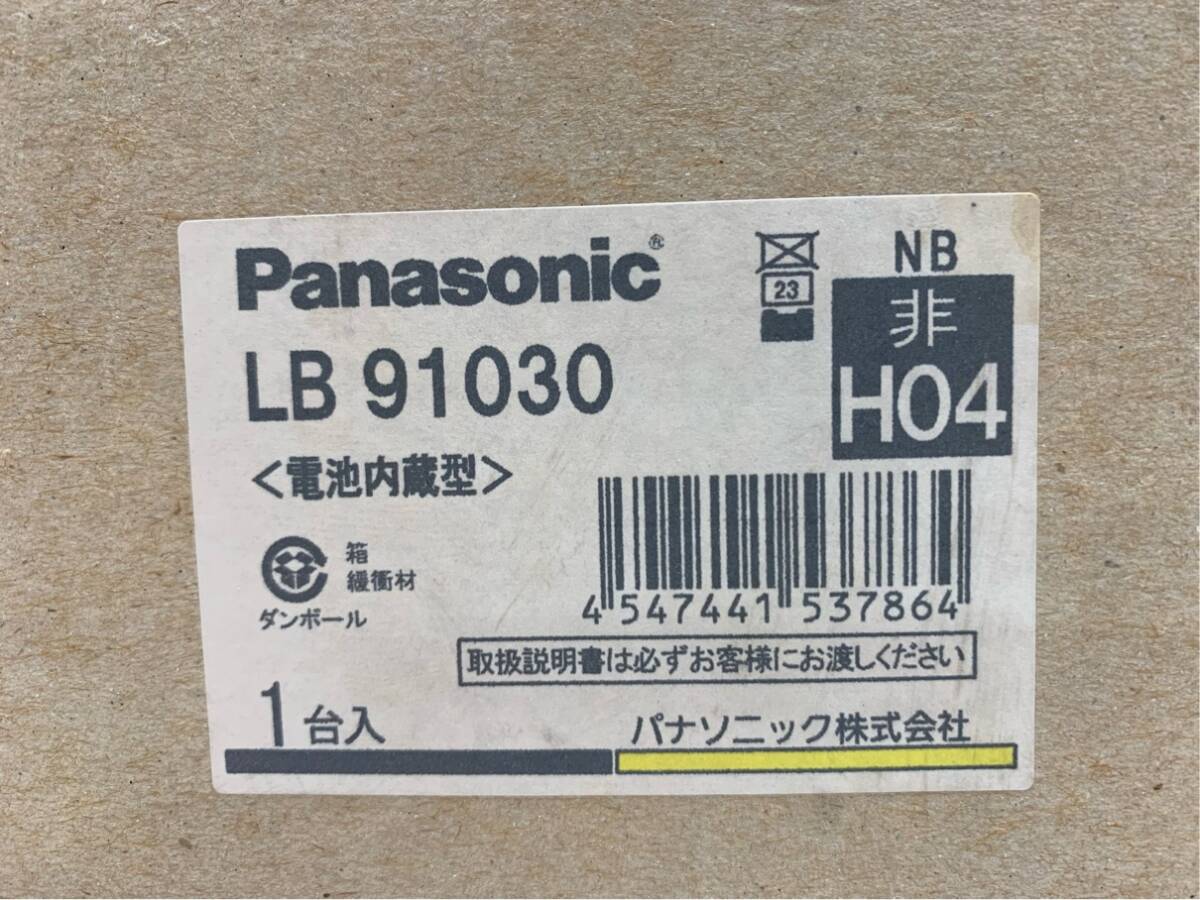 Panasonic®
LB 91030
<電池内蔵型>
23
NB
非
H04
箱
緩衝材
ダンボール
4 547441 537864
取扱説明書は必ずお客様にお渡しください
1台入
パナソニック株式会社